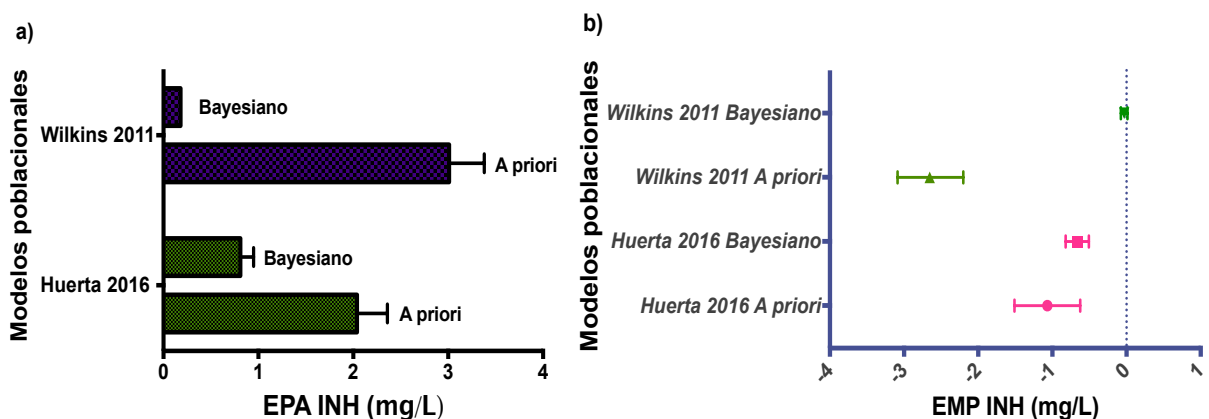 a)
Modelos poblacionales
Wilkins 2011
Bayesiano
A priori
Huerta 2016
Bayesiano
A priori
0 1 2 3 4
EPA INH (mg/L)
b)
Modelos poblacionales
Wilkins 2011 Bayesiano
Wilkins 2011 A priori
Huerta 2016 Bayesiano
Huerta 2016 A priori
-4 -3 -2 -1 0 1
EMP INH (mg/L)